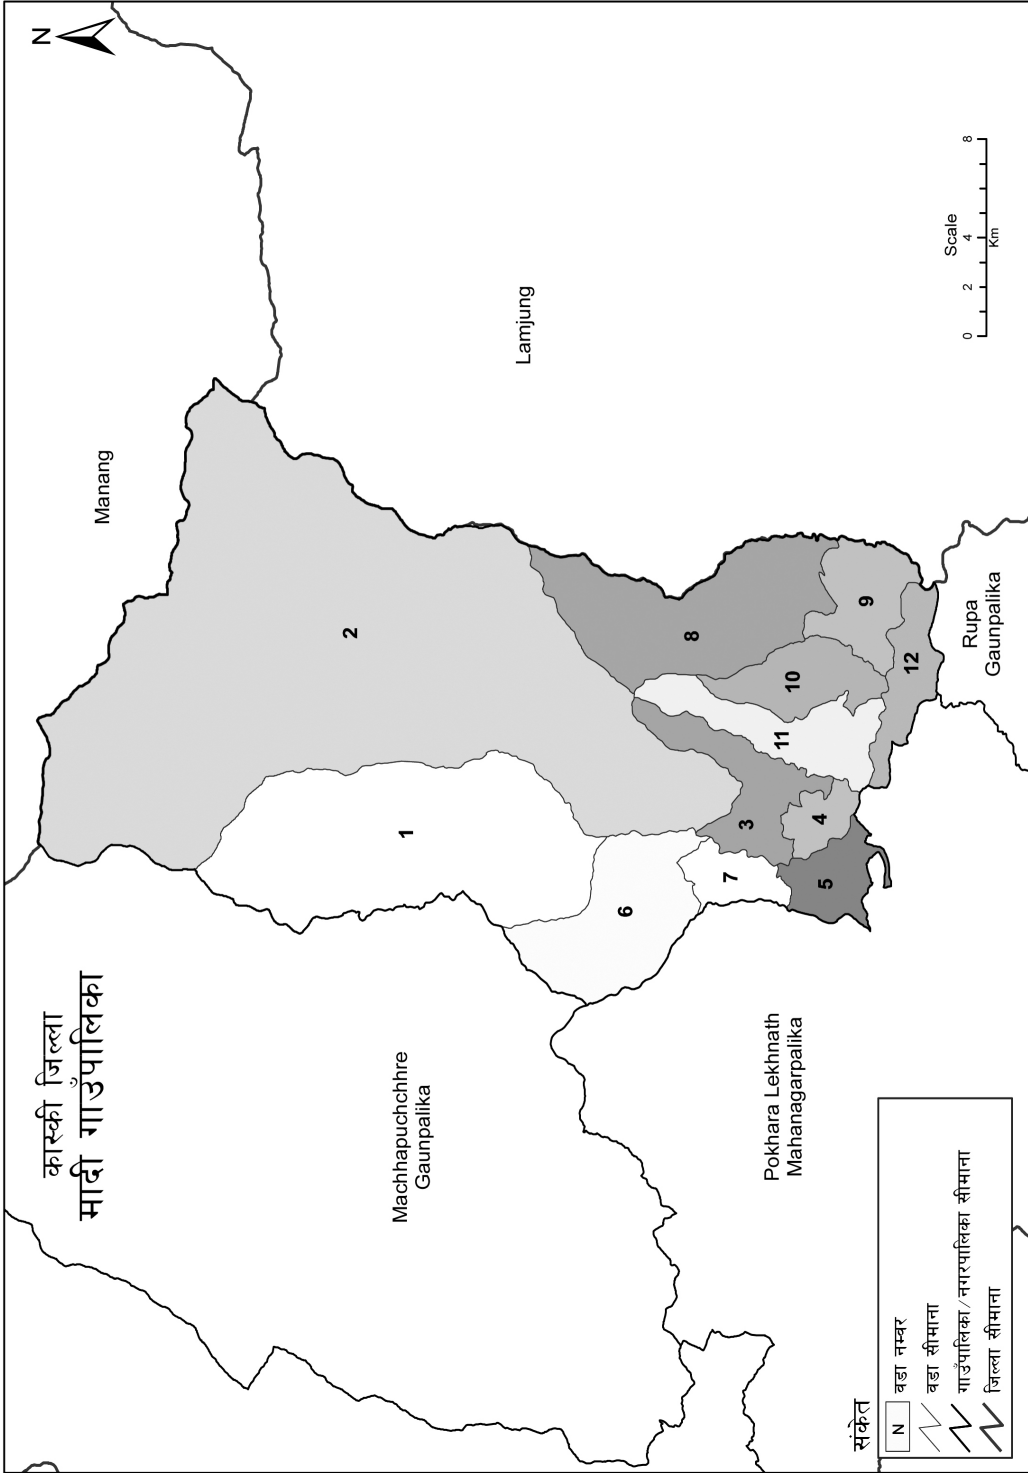 कास्की जिल्ला
मादी गाउँपालिका
N
Manang
Lamjung
Machhapuchchhre
Gaunpalika
Pokhara Lekhnath
Mahanagarpalika
Rupa
Gaunpalika
1
2
3
4
5
6
7
8
9
10
11
12
Scale
0 2 4 8
Km
संकेत
N वडा नम्बर
वडा सीमाना
गाउँपालिका/नगरपालिका सीमाना
जिल्ला सीमाना